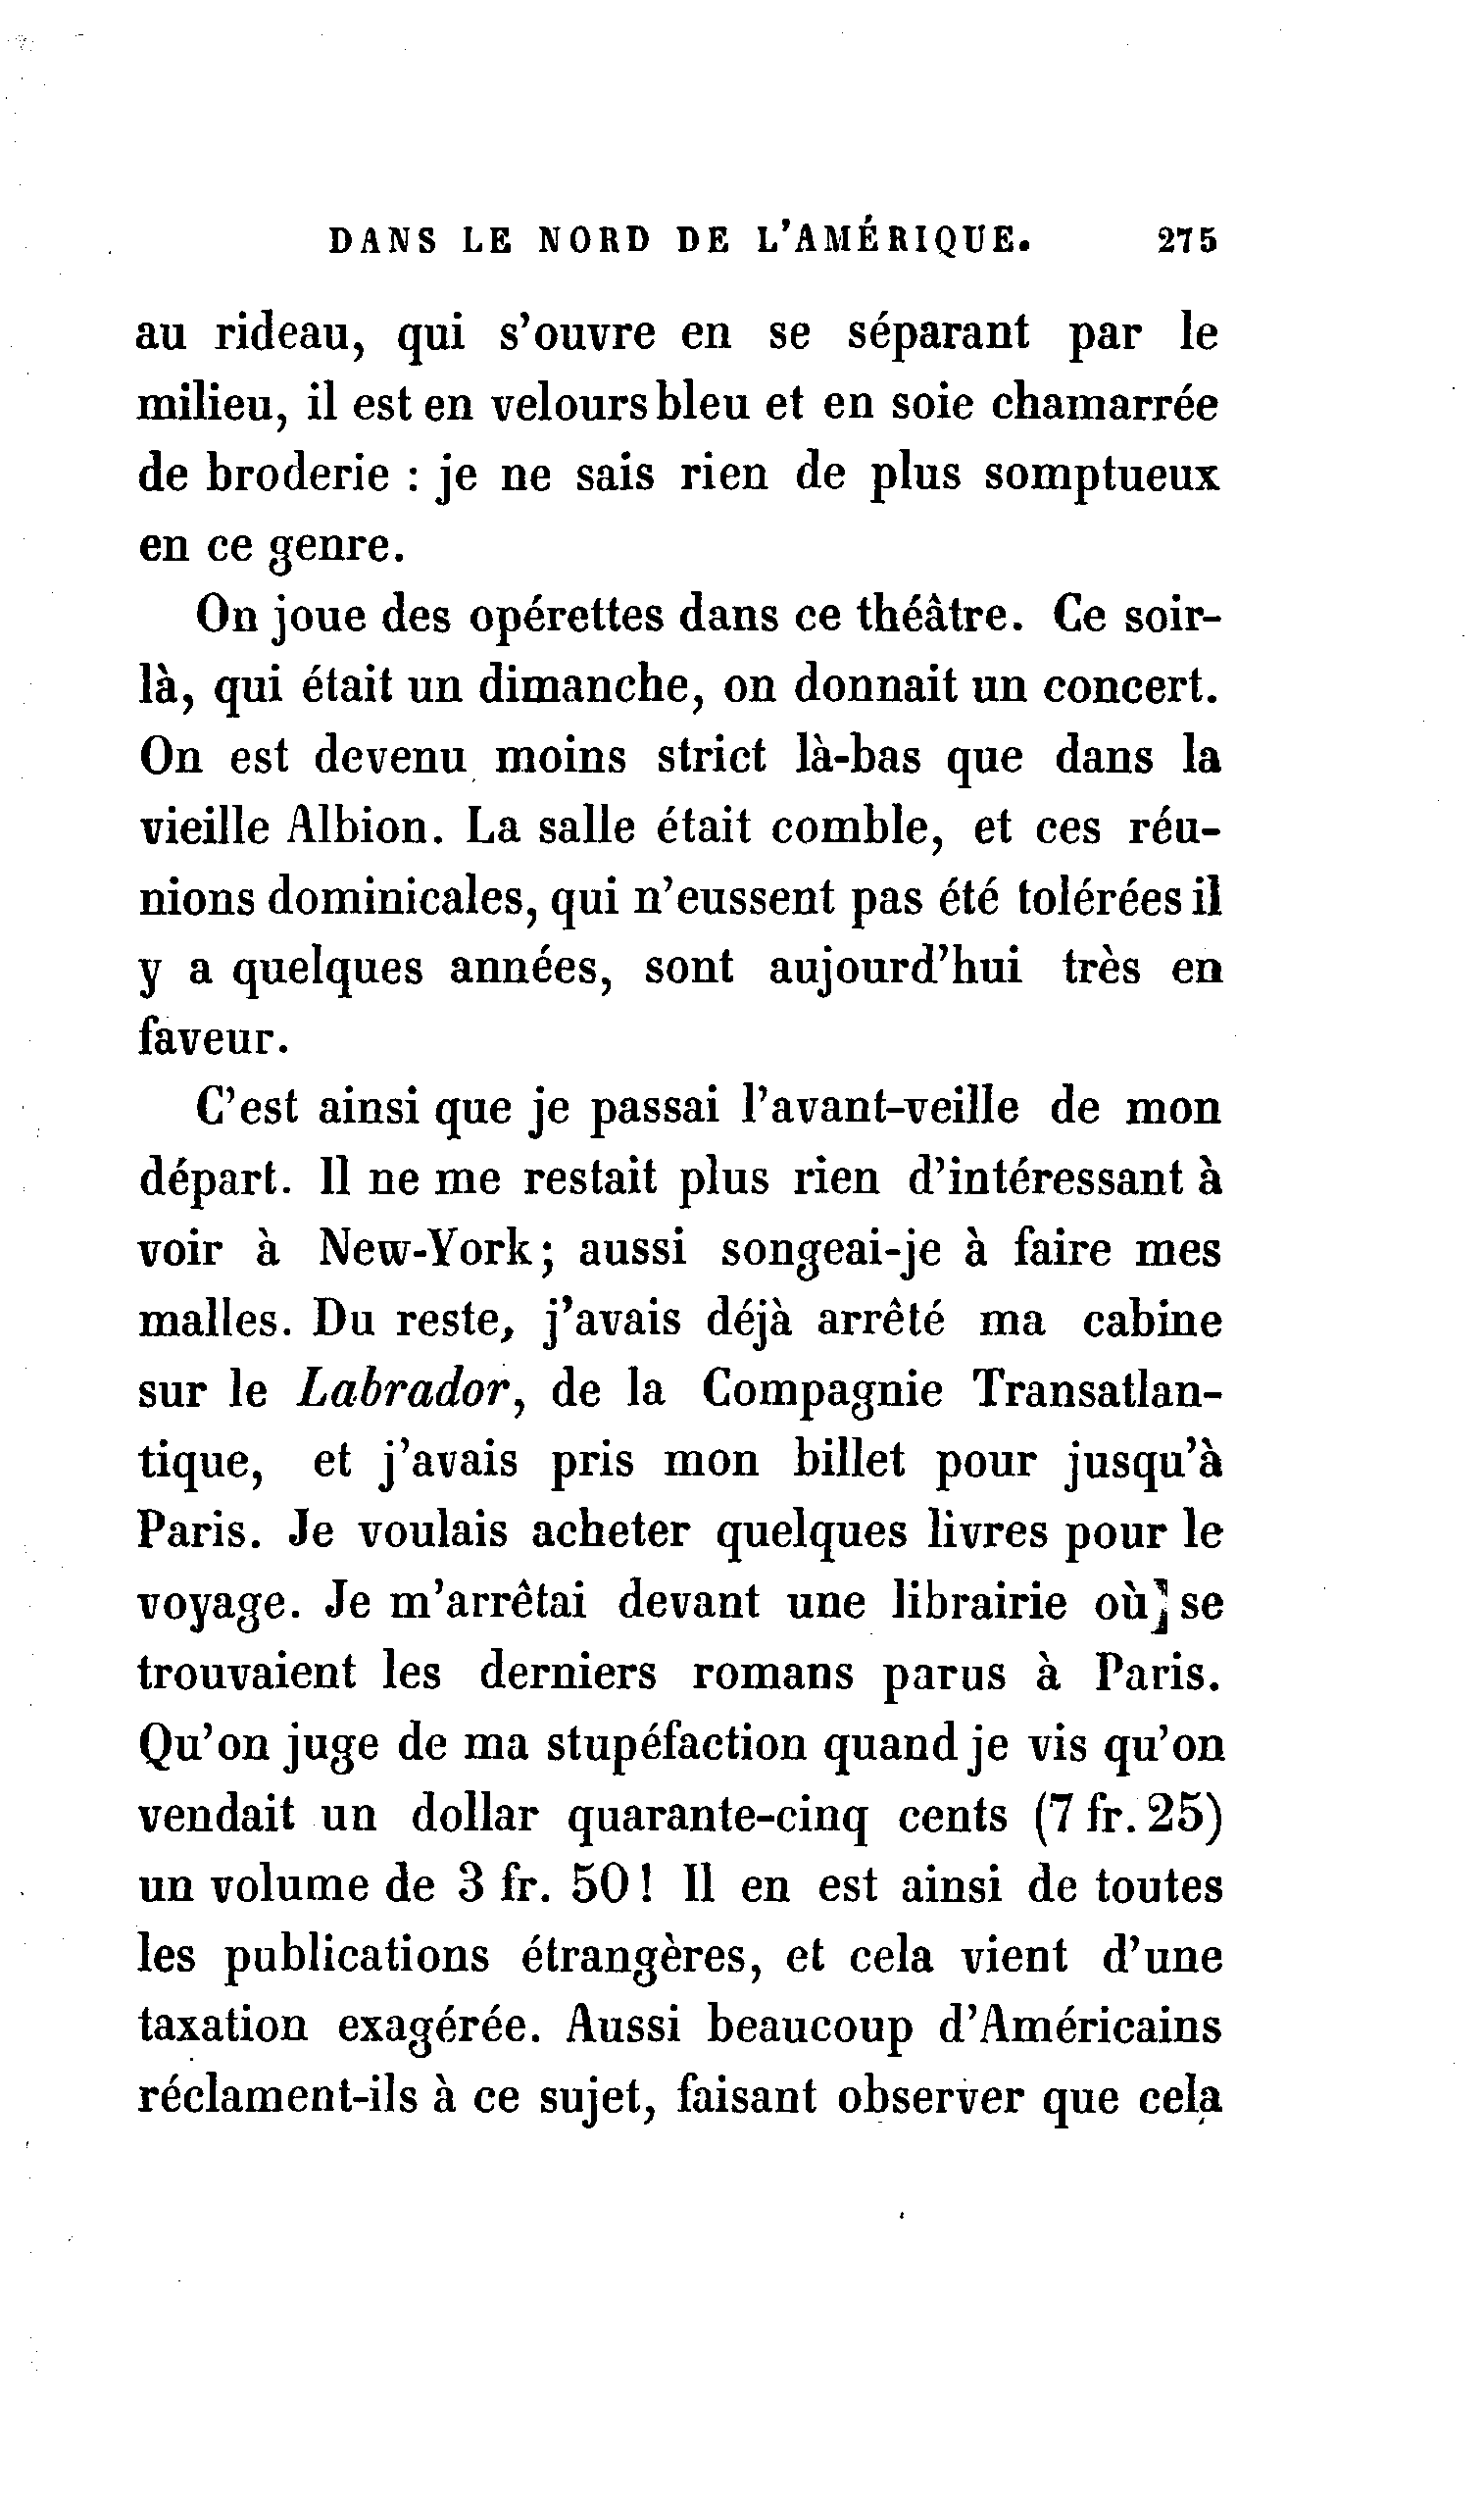 DANS LE NORD DE L'AMÉRIQUE. 275
au rideau, qui s'ouvre en se séparant par le
milieu, il est en velours bleu et en soie chamarrée
de broderie : je ne sais rien de plus somptueux
en ce genre.
On joue des opérettes dans ce théâtre. Ce soir-
là, qui était un dimanche, on donnait un concert.
On est devenu moins strict là-bas que dans la
vieille Albion. La salle était comble, et ces réu-
nions dominicales, qui n'eussent pas été tolérées il
y a quelques années, sont aujourd'hui très en
faveur.
C'est ainsi que je passai l'avant-veille de mon
départ. Il ne me restait plus rien d'intéressant à
voir à New-York; aussi songeai-je à faire mes
malles. Du reste, j'avais déjà arrêté ma cabine
sur le Labrador, de la Compagnie Transatlan-
tique, et j'avais pris mon billet pour jusqu'à
Paris. Je voulais acheter quelques livres pour le
voyage. Je m'arrêtai devant une librairie où] se
trouvaient les derniers romans parus à Paris.
Qu'on juge de ma stupéfaction quand je vis qu'on
vendait un dollar quarante-cinq cents (7 fr. 25)
un volume de 3 fr. 50! Il en est ainsi de toutes
les publications étrangères, et cela vient d'une
taxation exagérée. Aussi beaucoup d'Américains
réclament-ils à ce sujet, faisant observer que cela